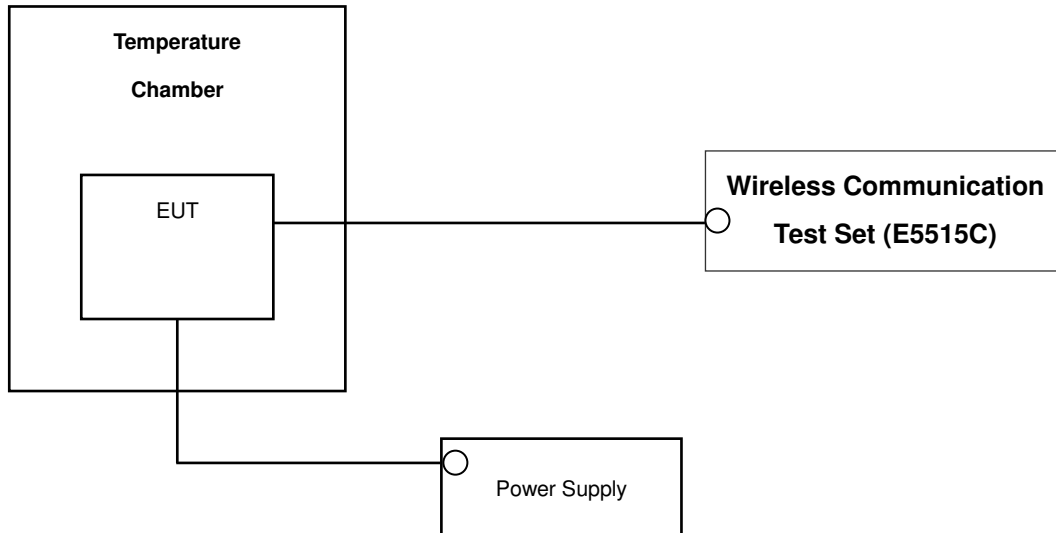 Temperature
Chamber
EUT
Wireless Communication
Test Set (E5515C)
Power Supply